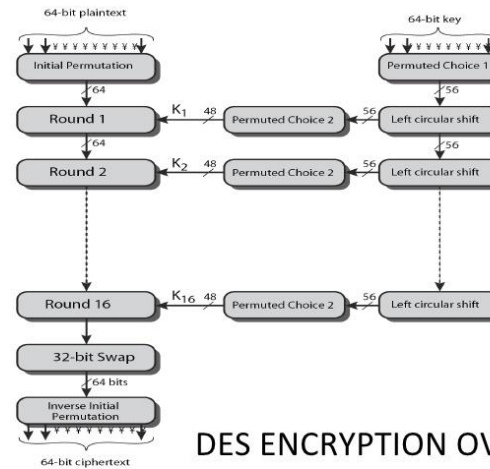 64-bit plaintext
64-bit key
Initial Permutation
Permuted Choice 1
64
56
Round 1
K1
48
Permuted Choice 2
56
Left circular shift
64
56
Round 2
K2
48
Permuted Choice 2
56
Left circular shift
Round 16
K16
48
Permuted Choice 2
56
Left circular shift
32-bit Swap
64 bits
Inverse Initial
Permutation
64-bit ciphertext
DES ENCRYPTION OV